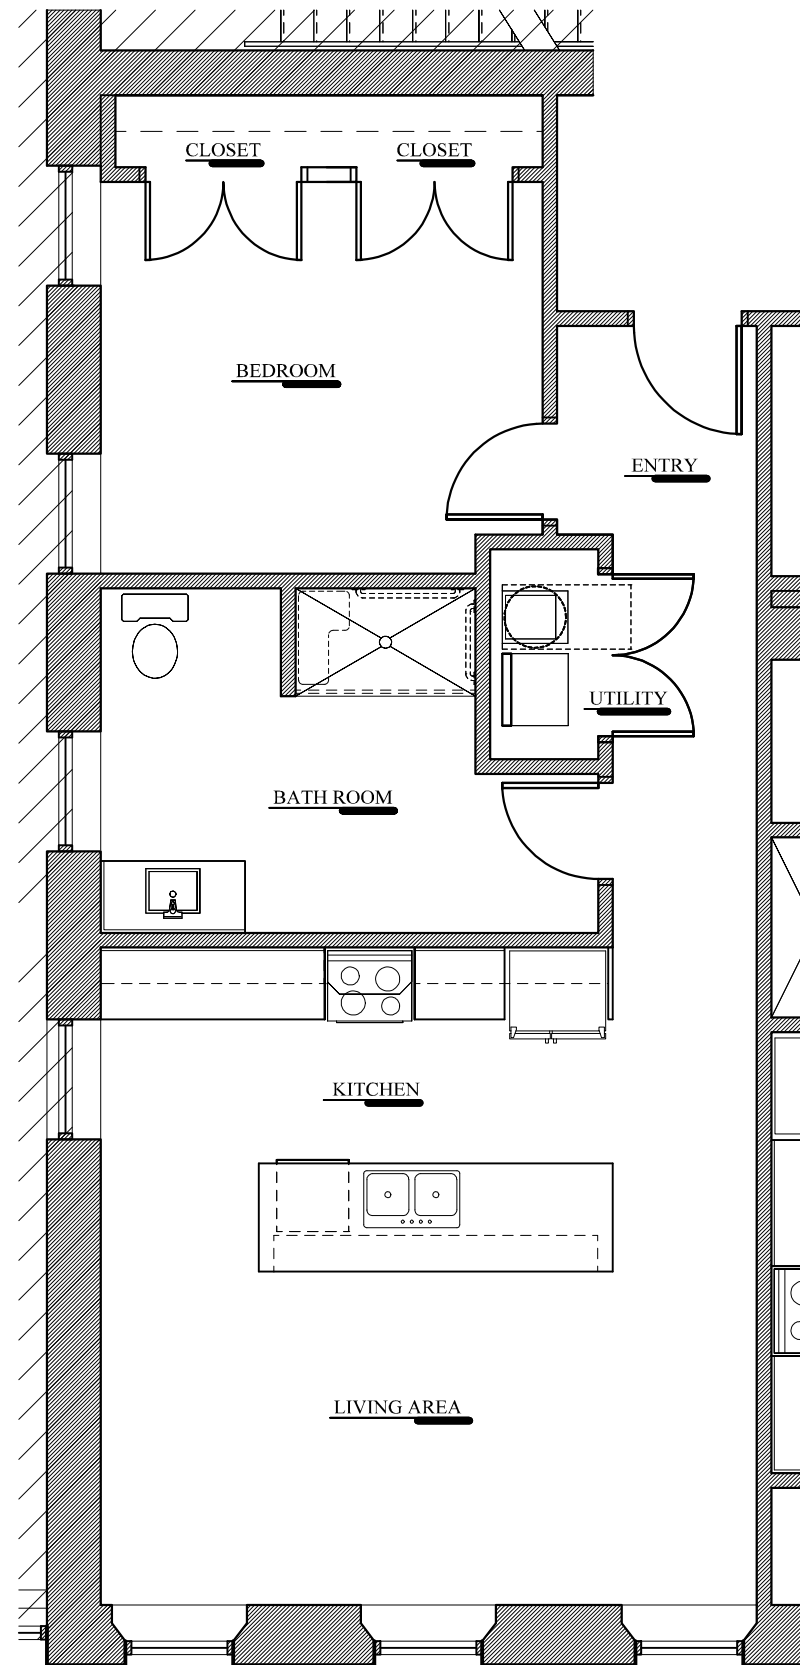 CLOSET
CLOSET
BEDROOM
ENTRY
UTILITY
BATH ROOM
KITCHEN
LIVING AREA